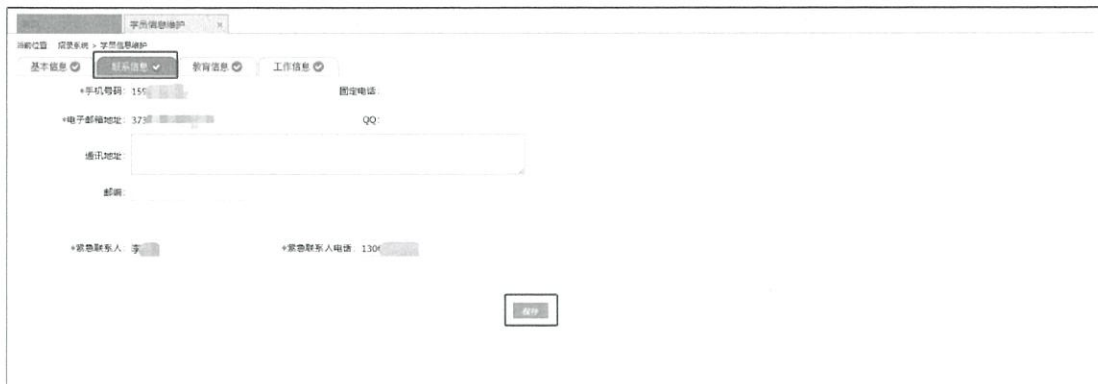 学员信息维护 ×
当前位置 招录系统 > 学员信息维护
基本信息 联系信息 教育信息 工作信息
*手机号码: 159 固定电话:
*电子邮箱地址: 373 QQ:
通讯地址:
邮编:
*紧急联系人: 李 *紧急联系人电话: 130
保存